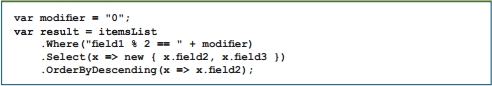 var modifier = "0";
var result = itemsList
.Where("field1 % 2 == " + modifier)
.Select(x => new { x.field2, x.field3 })
.OrderByDescending(x => x.field2);